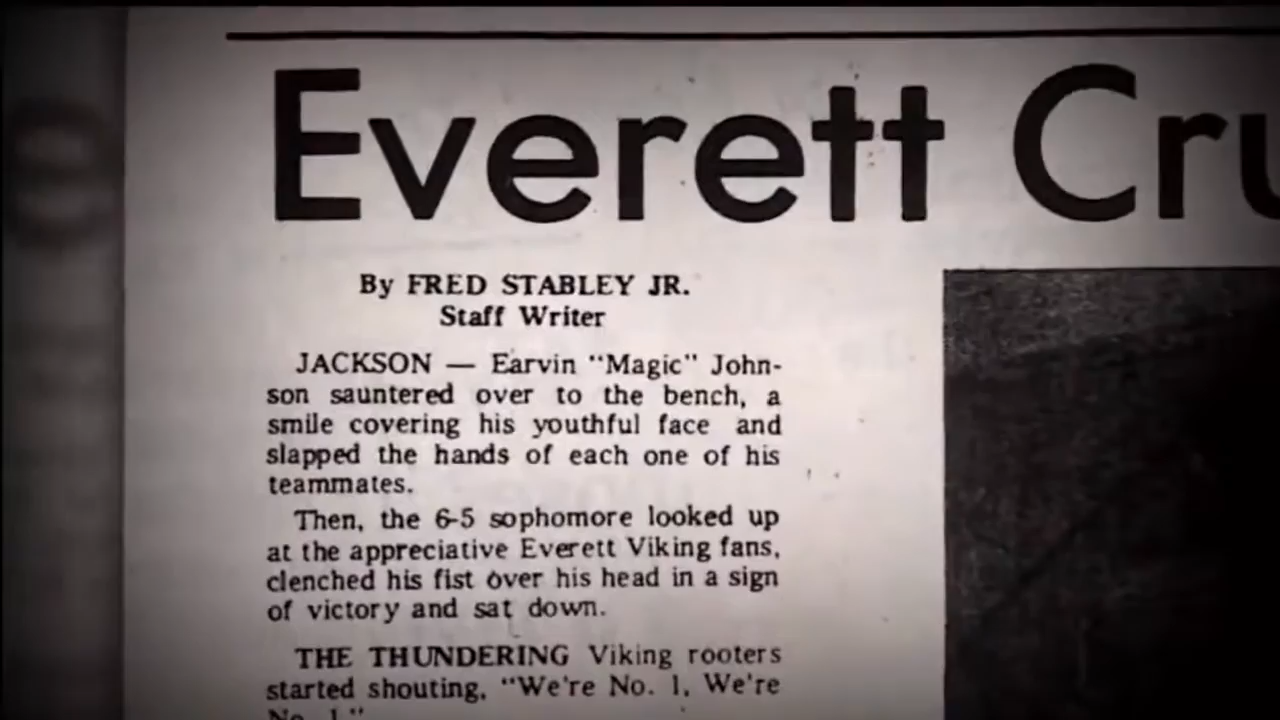 Everett Cru
By FRED STABLEY JR.
Staff Writer
JACKSON — Earvin "Magic" John-
son sauntered over to the bench, a
smile covering his youthful face and
slapped the hands of each one of his
teammates.
Then, the 6-5 sophomore looked up
at the appreciative Everett Viking fans,
clenched his fist over his head in a sign
of victory and sat down.
THE THUNDERING Viking rooters
started shouting, "We're No. 1, We're
No. 1."